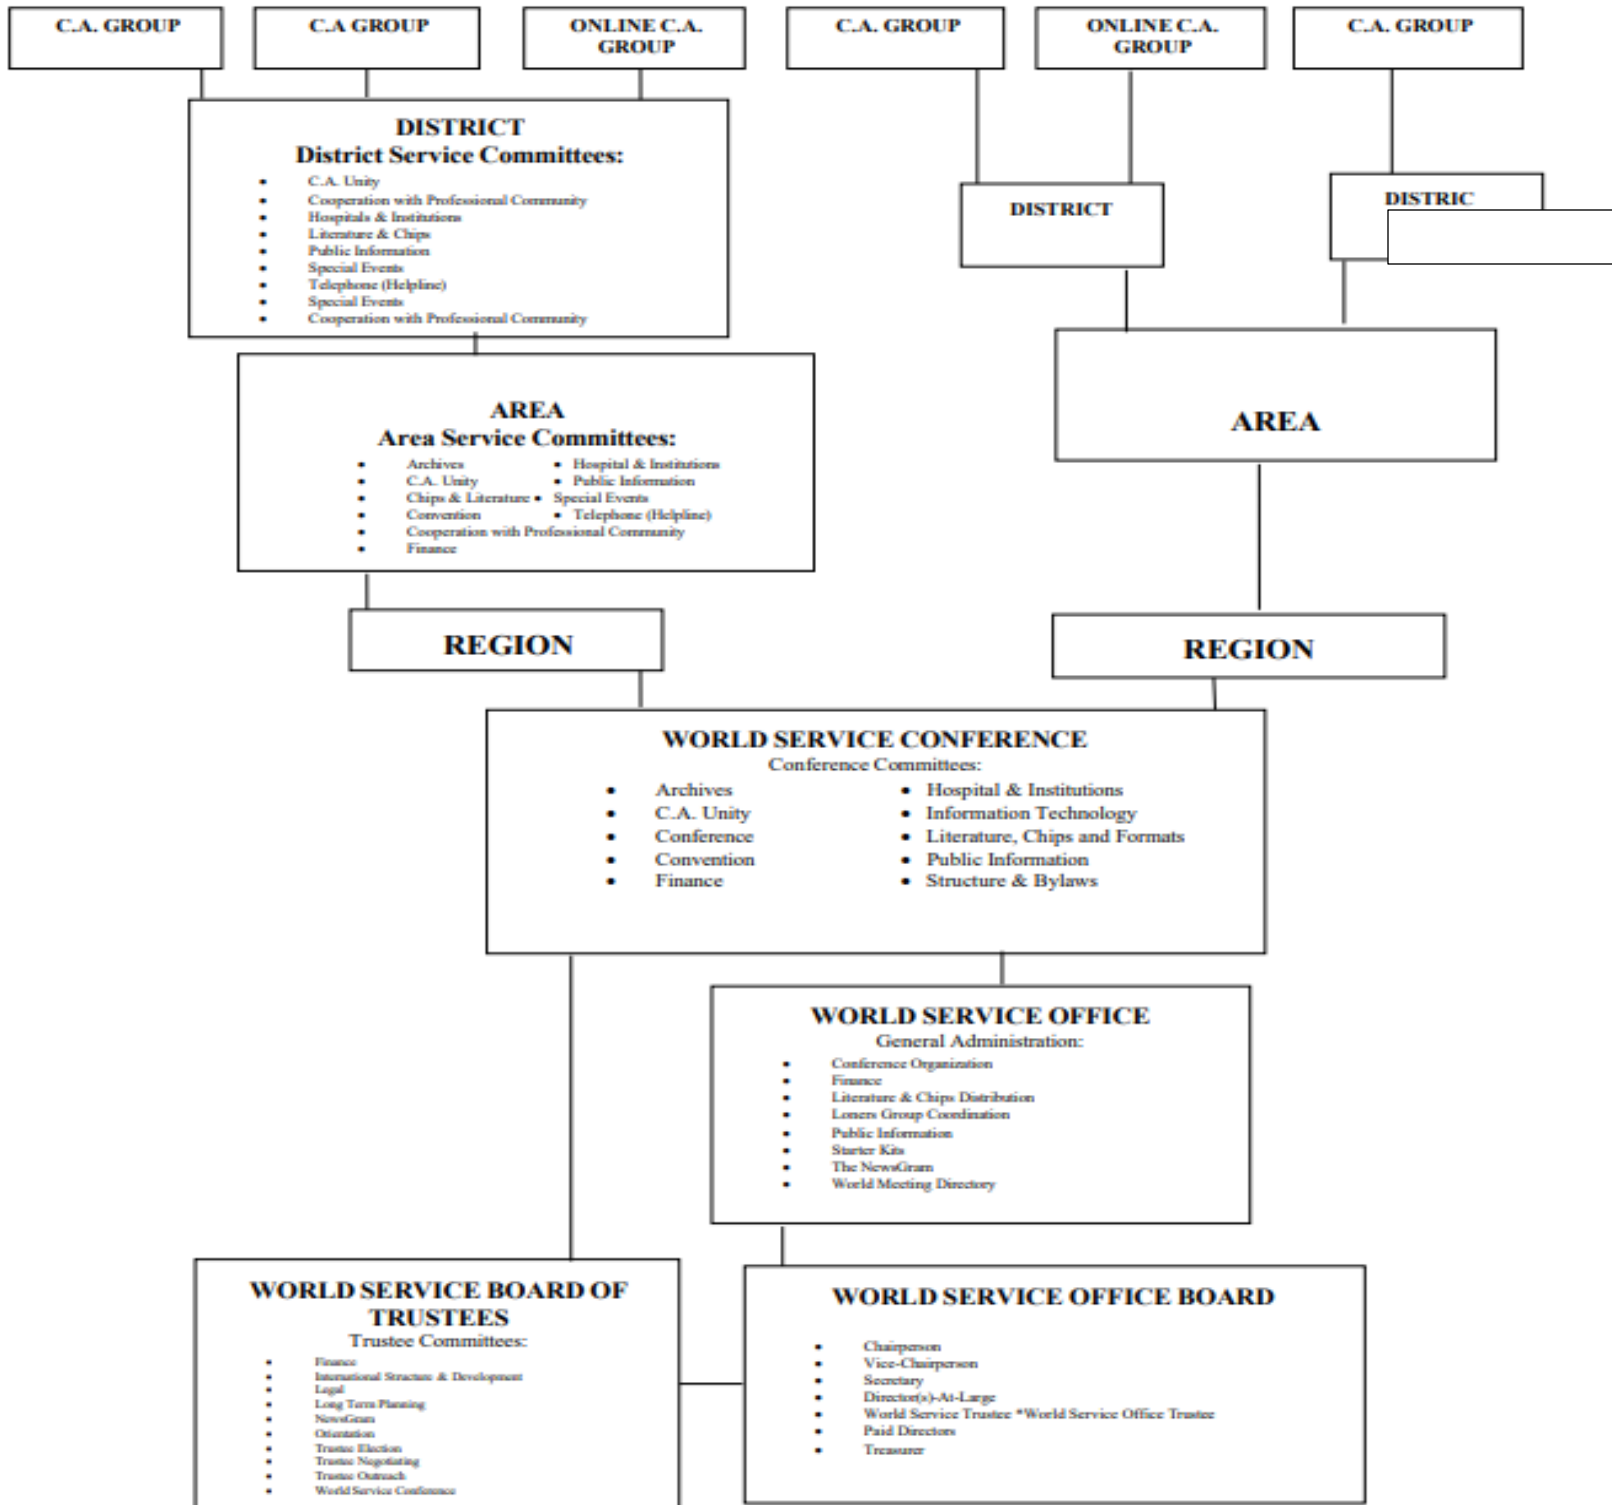 C.A. GROUP
C.A GROUP
ONLINE C.A.
GROUP
C.A. GROUP
ONLINE C.A.
GROUP
C.A. GROUP
DISTRICT
District Service Committees:
• C.A. Unity
• Cooperation with Professional Community
• Hospitals & Institutions
• Literature & Chips
• Public Information
• Special Events
• Telephone (Helpline)
• Special Events
• Cooperation with Professional Community
DISTRICT
DISTRIC
AREA
Area Service Committees:
• Archives • Hospital & Institutions
• C.A. Unity • Public Information
• Chips & Literature • Special Events
• Convention • Telephone (Helpline)
• Cooperation with Professional Community
• Finance
AREA
REGION
REGION
WORLD SERVICE CONFERENCE
Conference Committees:
• Archives • Hospital & Institutions
• C.A. Unity • Information Technology
• Conference • Literature, Chips and Formats
• Convention • Public Information
• Finance • Structure & Bylaws
WORLD SERVICE OFFICE
General Administration:
• Conference Organization
• Finance
• Literature & Chips Distribution
• Loners Group Coordination
• Public Information
• Starter Kits
• The NewsGram
• World Meeting Directory
WORLD SERVICE BOARD OF
TRUSTEES
Trustee Committees:
• Finance
• International Structure & Development
• Legal
• Long Term Planning
• NewsGram
• Orientation
• Trustee Election
• Trustee Negotiating
• Trustee Outreach
• World Service Conference
WORLD SERVICE OFFICE BOARD
• Chairperson
• Vice-Chairperson
• Secretary
• Director(s)-At-Large
• World Service Trustee *World Service Office Trustee
• Paid Directors
• Treasurer